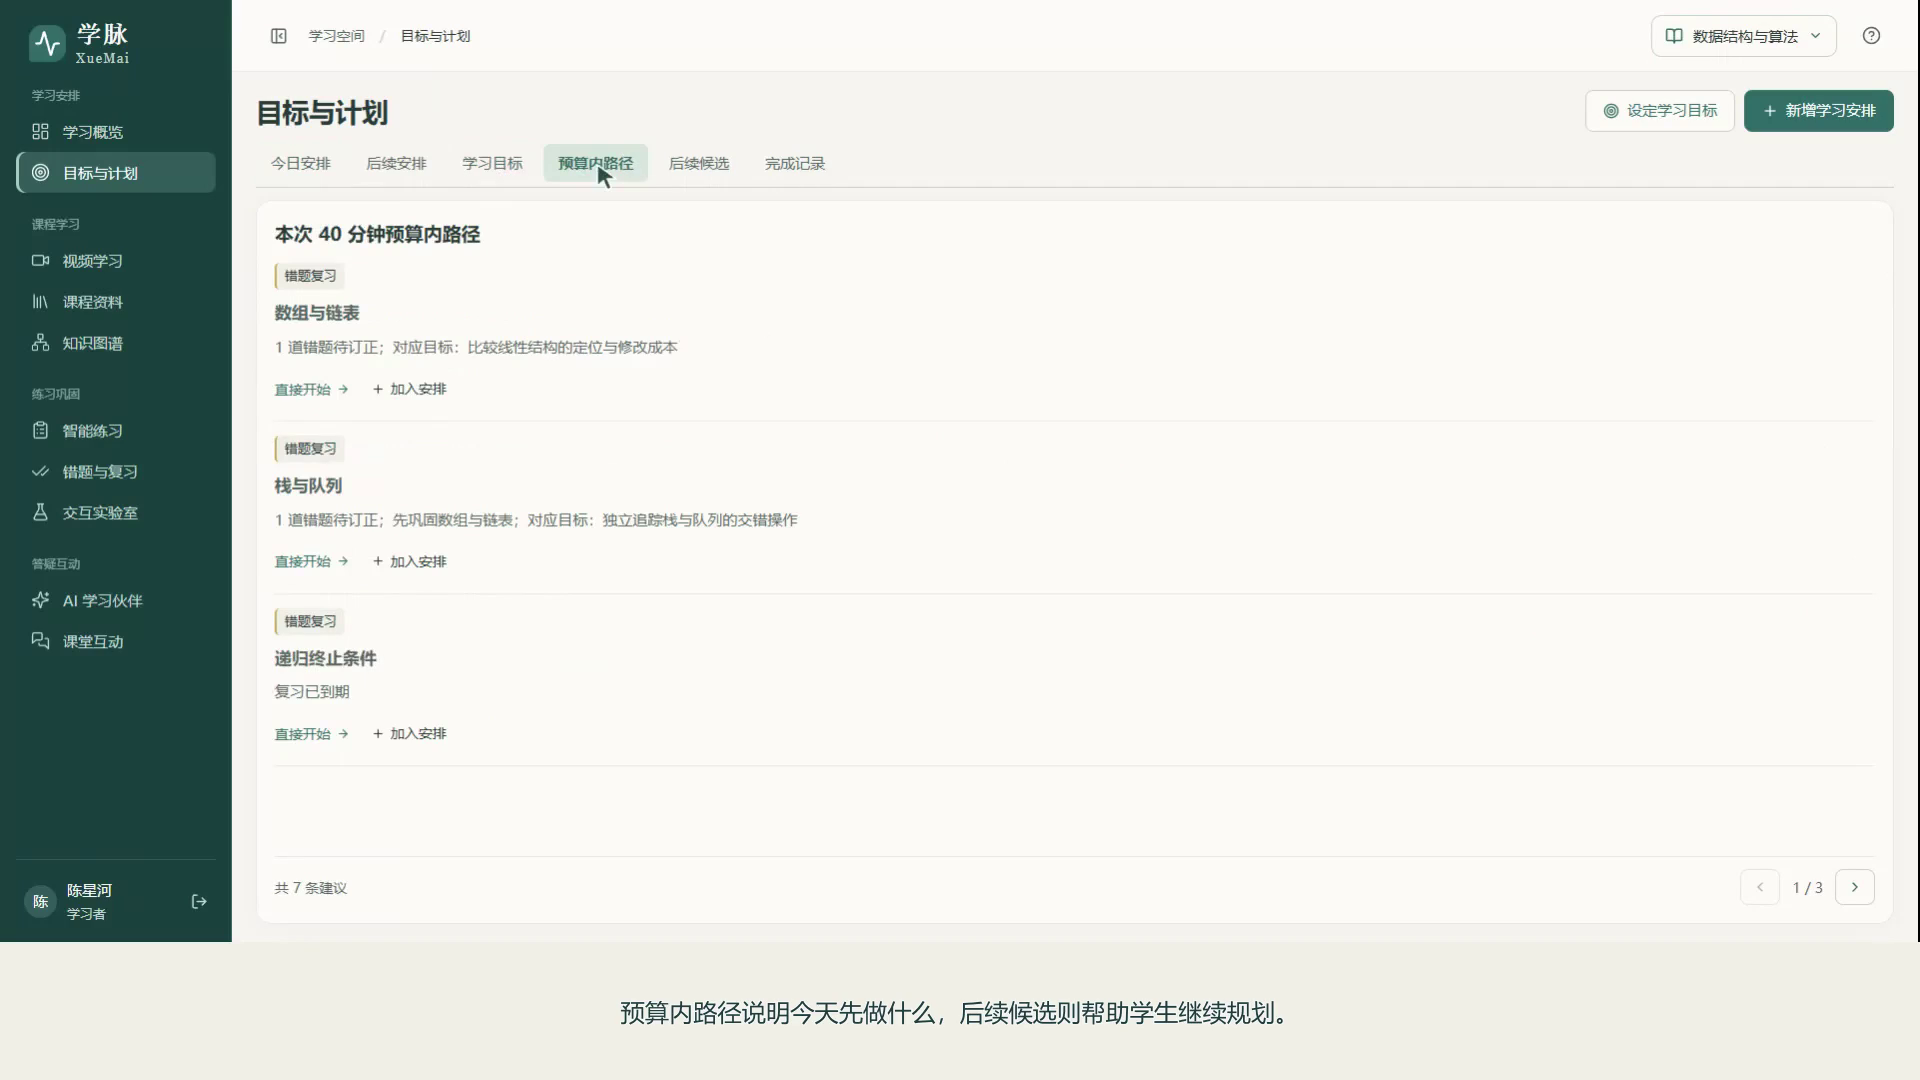 学脉
XueMai
学习安排
学习概览
目标与计划
课程学习
视频学习
课程资料
知识图谱
练习巩固
智能练习
错题与复习
交互实验室
答疑互动
AI 学习伙伴
课堂互动
陈
陈星河
学习者
学习空间 / 目标与计划
数据结构与算法
目标与计划
设定学习目标
+ 新增学习安排
今日安排 后续安排 学习目标 预算内路径 后续候选 完成记录
本次 40 分钟预算内路径
错题复习
数组与链表
1 道错题待订正；对应目标：比较线性结构的定位与修改成本
直接开始 → + 加入安排
错题复习
栈与队列
1 道错题待订正；先巩固数组与链表；对应目标：独立追踪栈与队列的交错操作
直接开始 → + 加入安排
错题复习
递归终止条件
复习已到期
直接开始 → + 加入安排
共 7 条建议
1 / 3
预算内路径说明今天先做什么，后续候选则帮助学生继续规划。